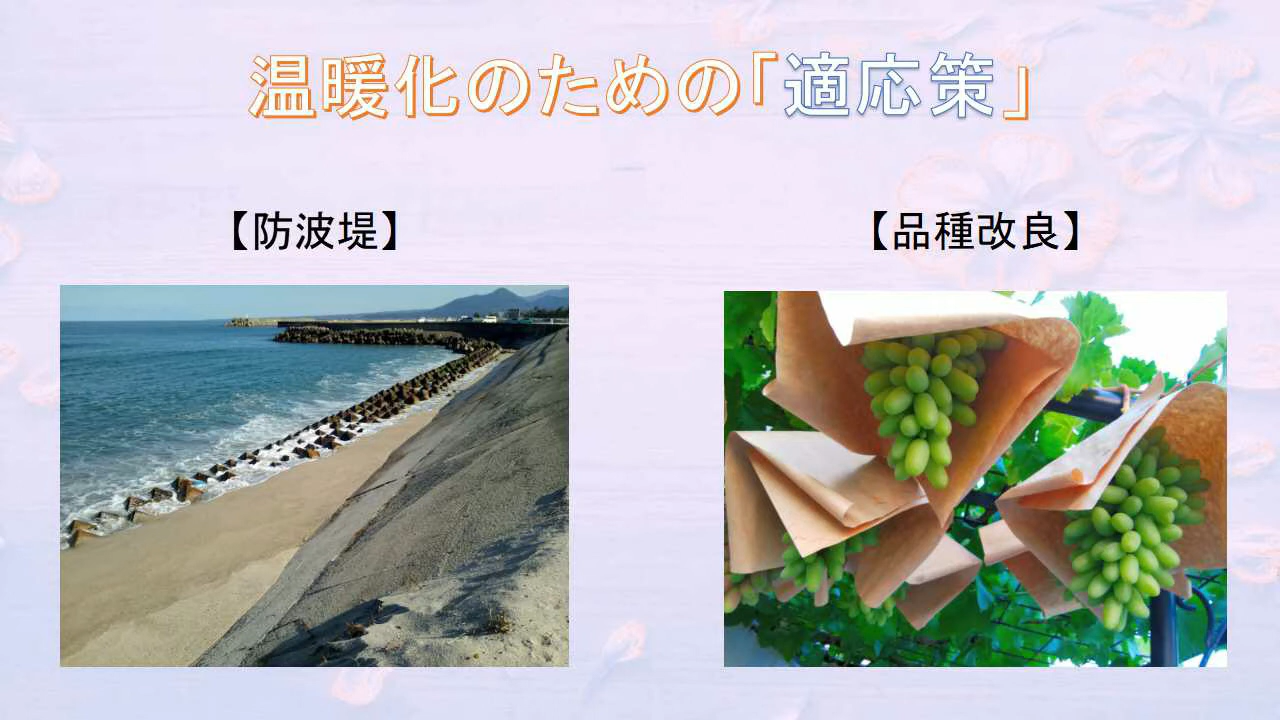 温暖化のための「適応策」
【防波堤】
【品種改良】